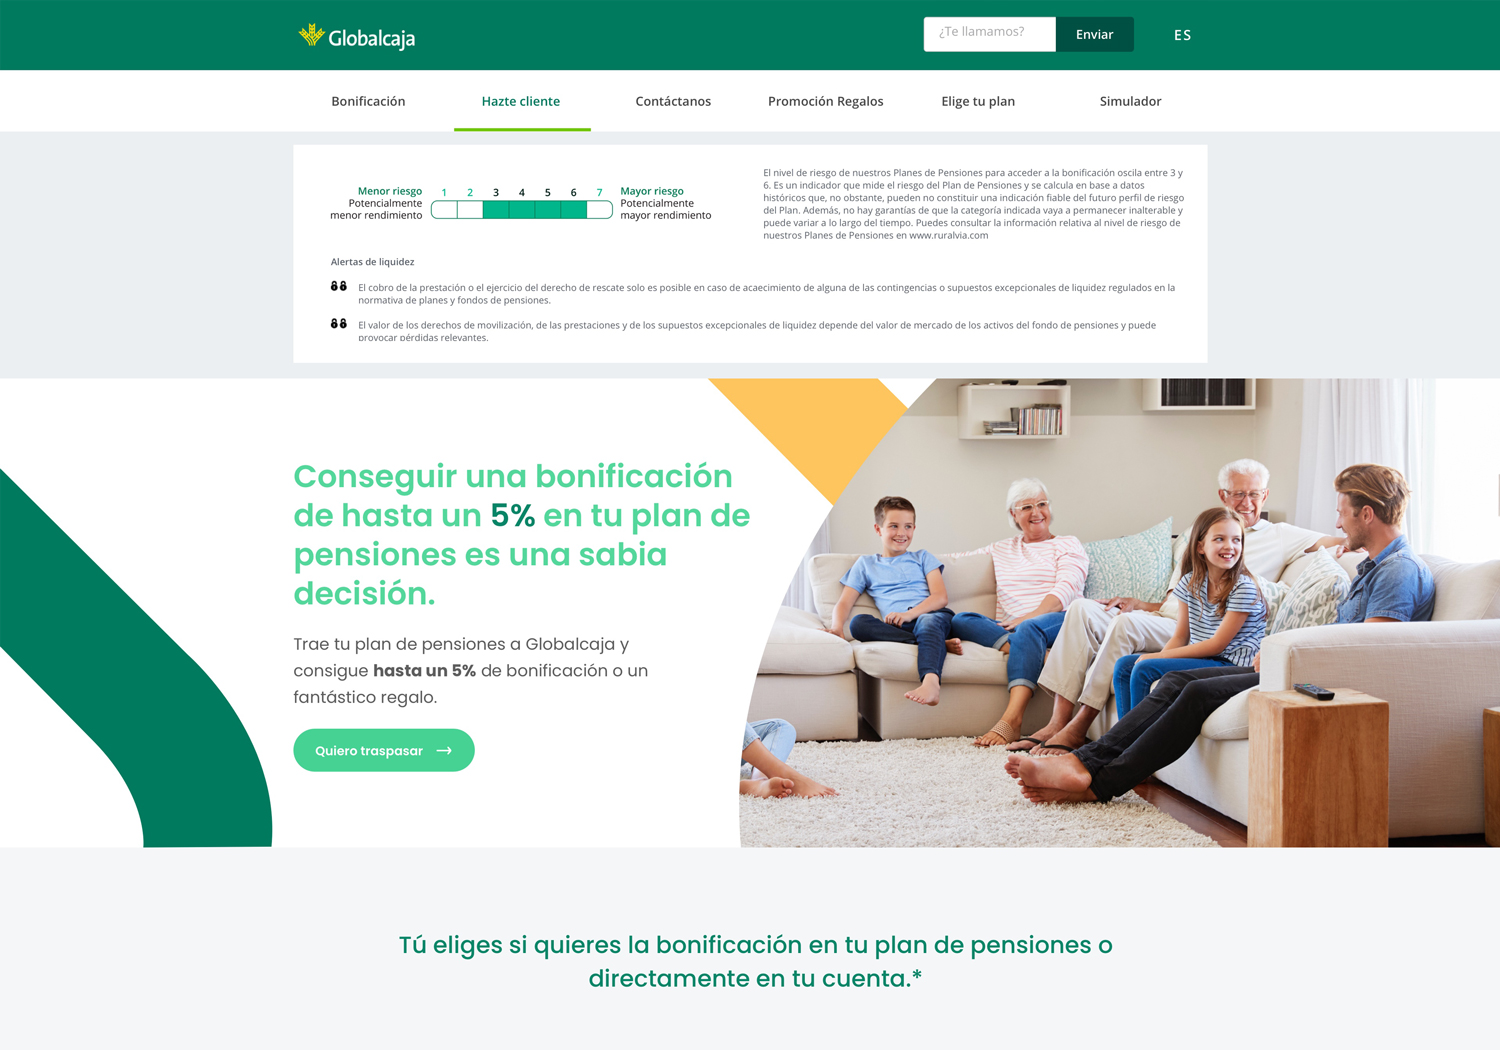 Globalcaja
¿Te llamamos?
Enviar
ES
Bonificación
Hazte cliente
Contáctanos
Promoción Regalos
Elige tu plan
Simulador
Menor riesgo
Potencialmente
menor rendimiento
1 2 3 4 5 6 7
Mayor riesgo
Potencialmente
mayor rendimiento
El nivel de riesgo de nuestros Planes de Pensiones para acceder a la bonificación oscila entre 3 y
6. Es un indicador que mide el riesgo del Plan de Pensiones y se calcula en base a datos
históricos que, no obstante, pueden no constituir una indicación fiable del futuro perfil de riesgo
del Plan. Además, no hay garantías de que la categoría indicada vaya a permanecer inalterable y
puede variar a lo largo del tiempo. Puedes consultar la información relativa al nivel de riesgo de
nuestros Planes de Pensiones en www.ruralvia.com
Alertas de liquidez
El cobro de la prestación o el ejercicio del derecho de rescate solo es posible en caso de acaecimiento de alguna de las contingencias o supuestos excepcionales de liquidez regulados en la
normativa de planes y fondos de pensiones.
El valor de los derechos de movilización, de las prestaciones y de los supuestos excepcionales de liquidez depende del valor de mercado de los activos del fondo de pensiones y puede
provocar pérdidas relevantes.
Conseguir una bonificación
de hasta un 5% en tu plan de
pensiones es una sabia
decisión.
Trae tu plan de pensiones a Globalcaja y
consigue hasta un 5% de bonificación o un
fantástico regalo.
Quiero traspasar →
Tú eliges si quieres la bonificación en tu plan de pensiones o
directamente en tu cuenta.*